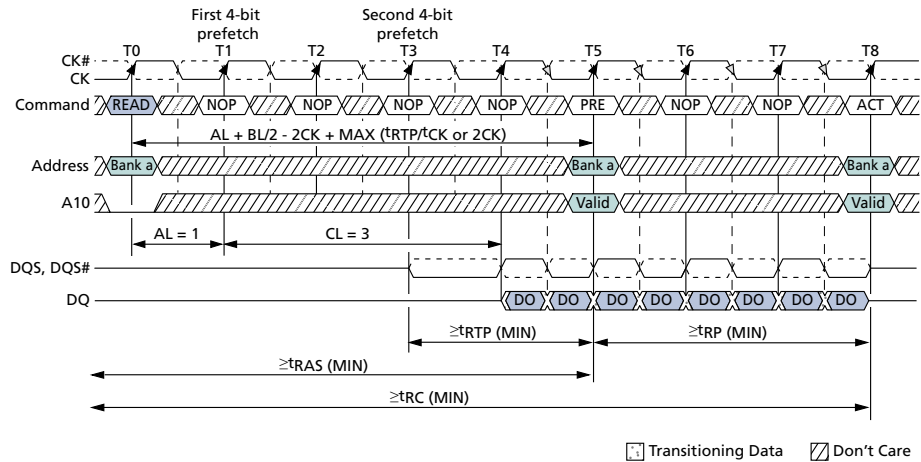 First 4-bit prefetch
Second 4-bit prefetch
T0 T1 T2 T3 T4 T5 T6 T7 T8
CK#
CK
Command READ NOP NOP NOP NOP PRE NOP NOP ACT
AL + BL/2 - 2CK + MAX (tRTP/tCK or 2CK)
Address Bank a Bank a Bank a
A10 Valid Valid
AL = 1 CL = 3
DQS, DQS#
DQ DO DO DO DO DO DO DO DO
≥tRTP (MIN) ≥tRP (MIN)
≥tRAS (MIN)
≥tRC (MIN)
Transitioning Data Don't Care